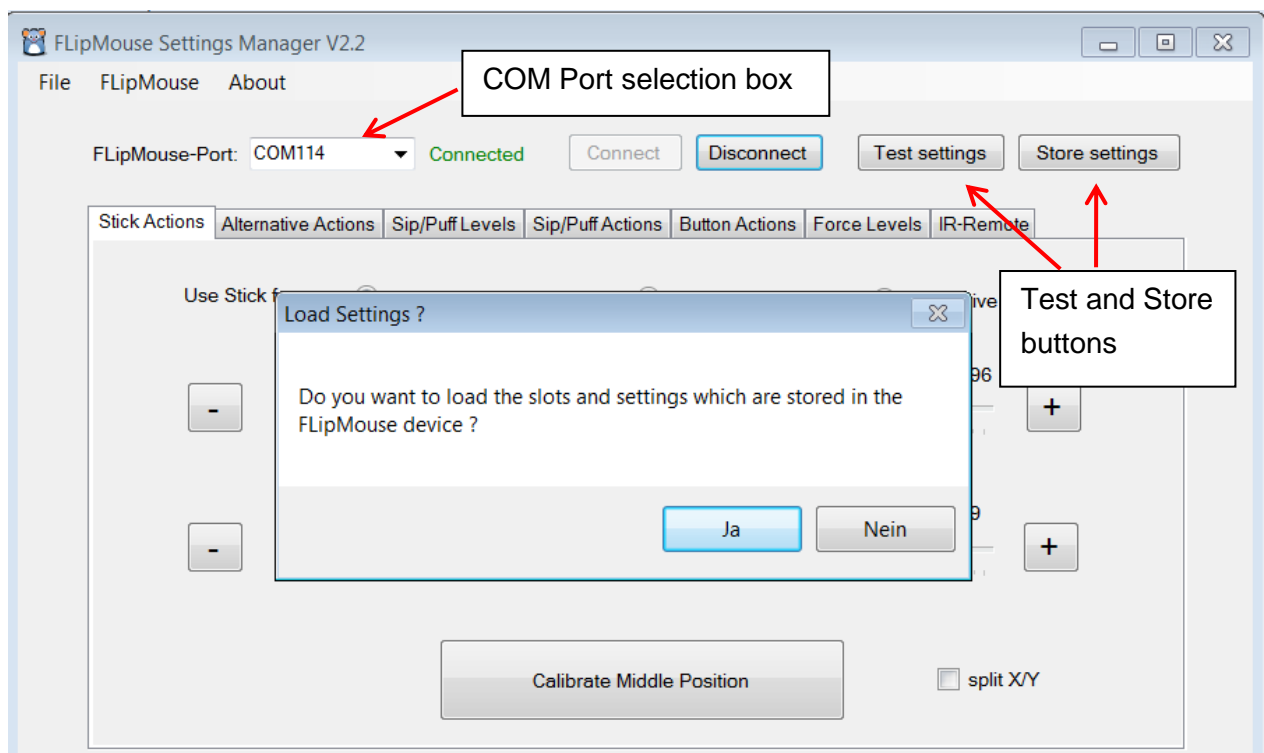 FLipMouse Settings Manager V2.2
File FLipMouse About
COM Port selection box
FLipMouse-Port: COM114 Connected Connect Disconnect Test settings Store settings
Stick Actions Alternative Actions Sip/Puff Levels Sip/Puff Actions Button Actions Force Levels IR-Remote
Test and Store
buttons
Use Stick
Load Settings ?
Do you want to load the slots and settings which are stored in the
FLipMouse device ?
- +
Ja Nein
- +
Calibrate Middle Position split X/Y